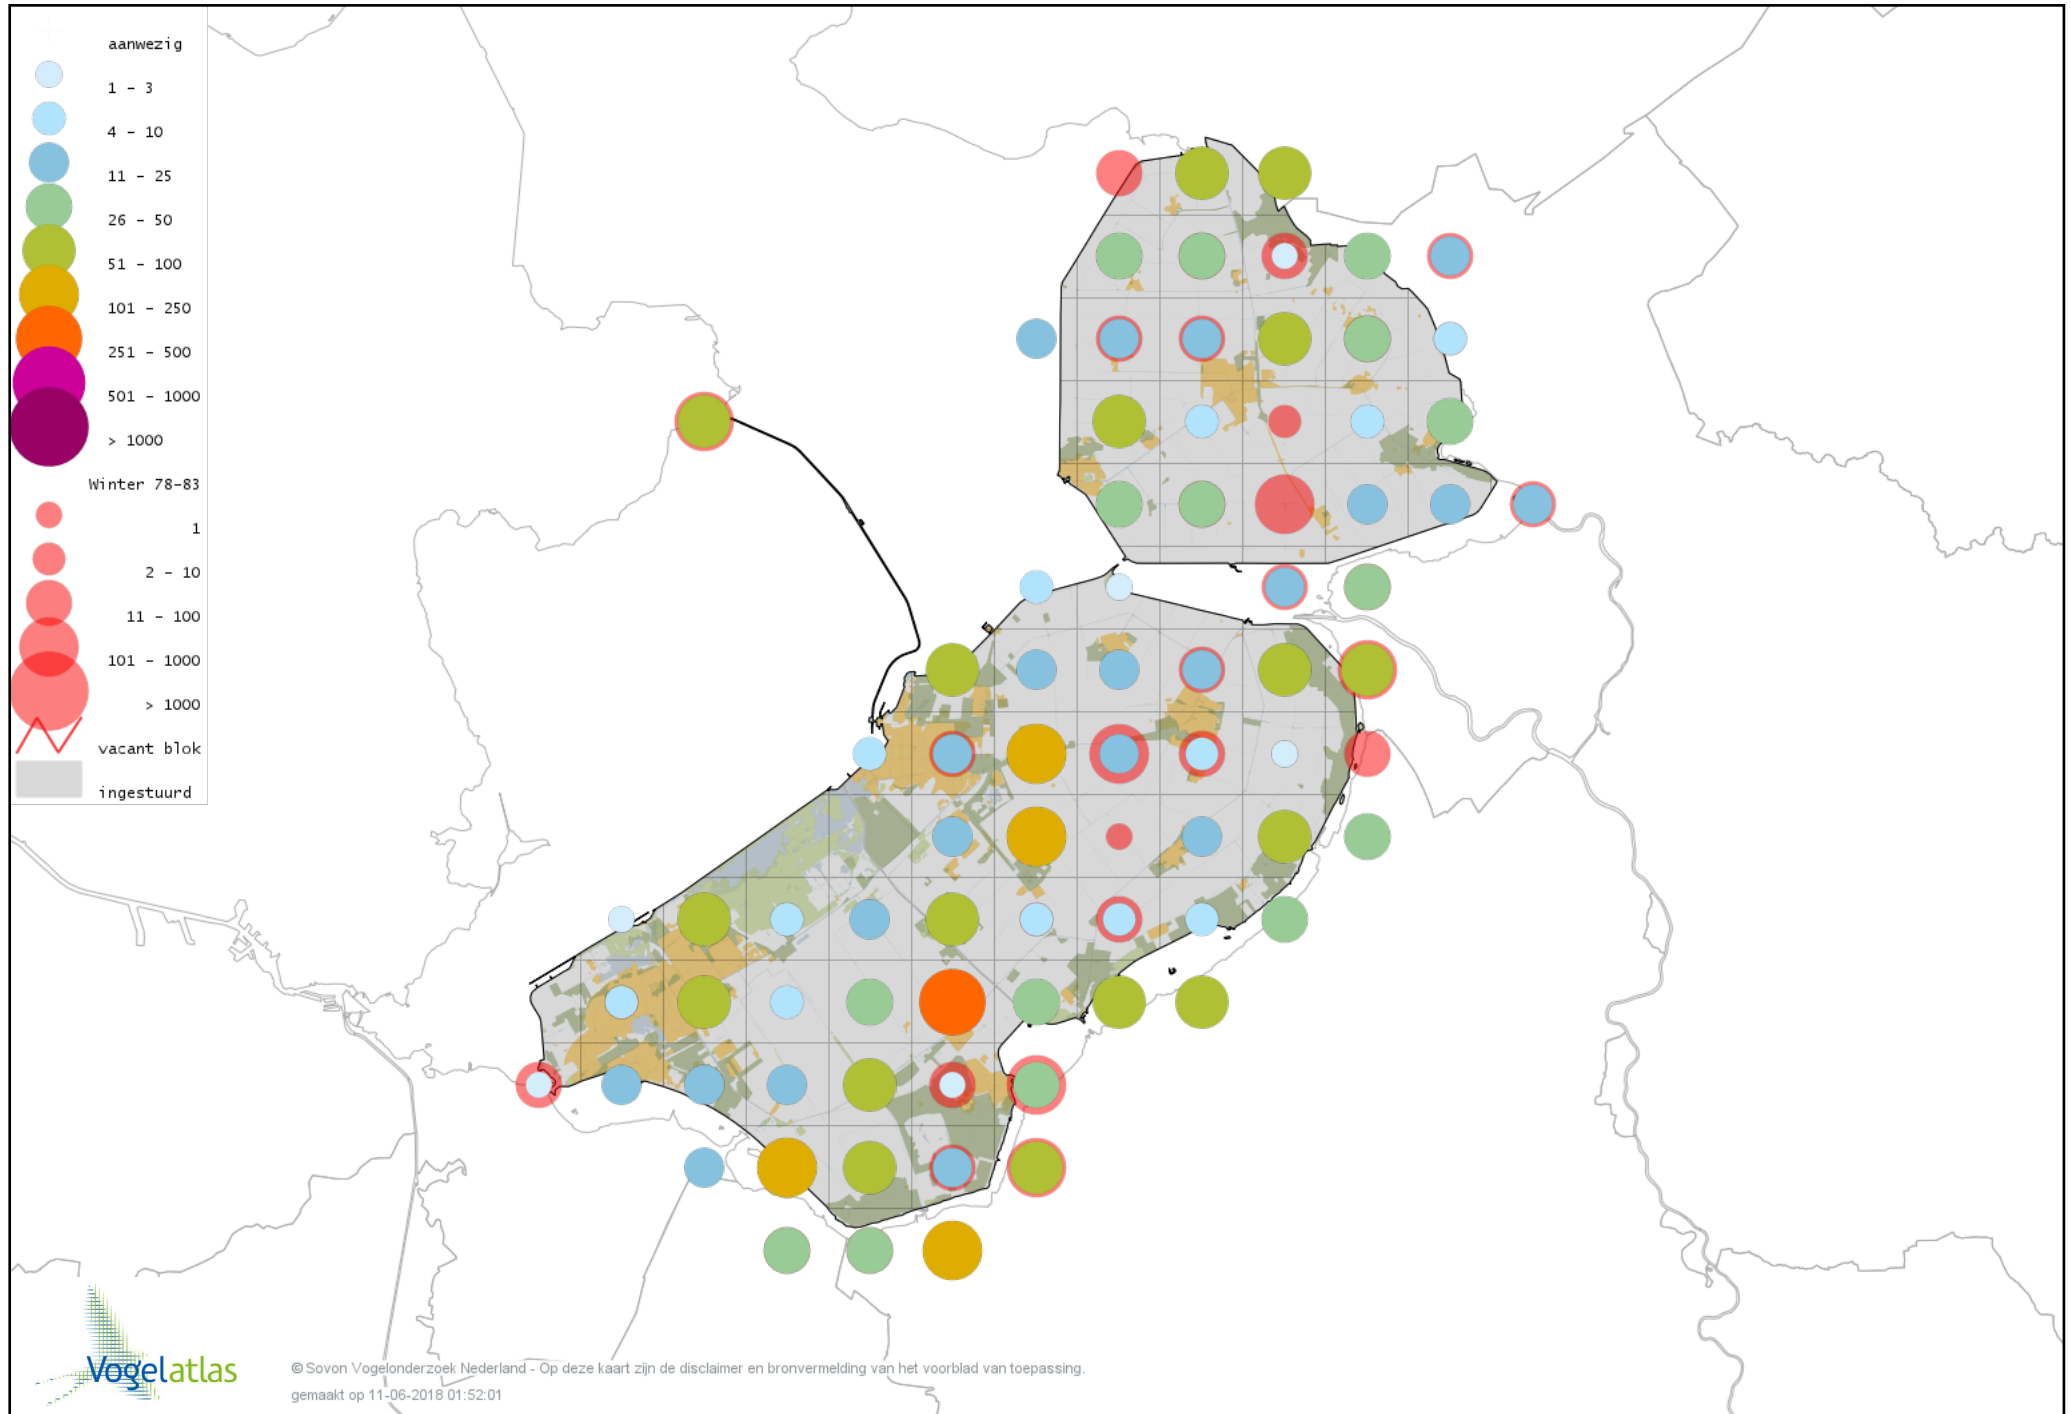 aanwezig
1 - 3
4 - 10
11 - 25
26 - 50
51 - 100
101 - 250
251 - 500
501 - 1000
> 1000
Winter 78-83
1
2 - 10
11 - 100
101 - 1000
> 1000
vacant blok
ingestuurd
Vogelatlas
© Sovon Vogelonderzoek Nederland - Op deze kaart zijn de disclaimer en bronvermelding van het voorblad van toepassing.
gemaakt op 11-06-2018 01:52:01